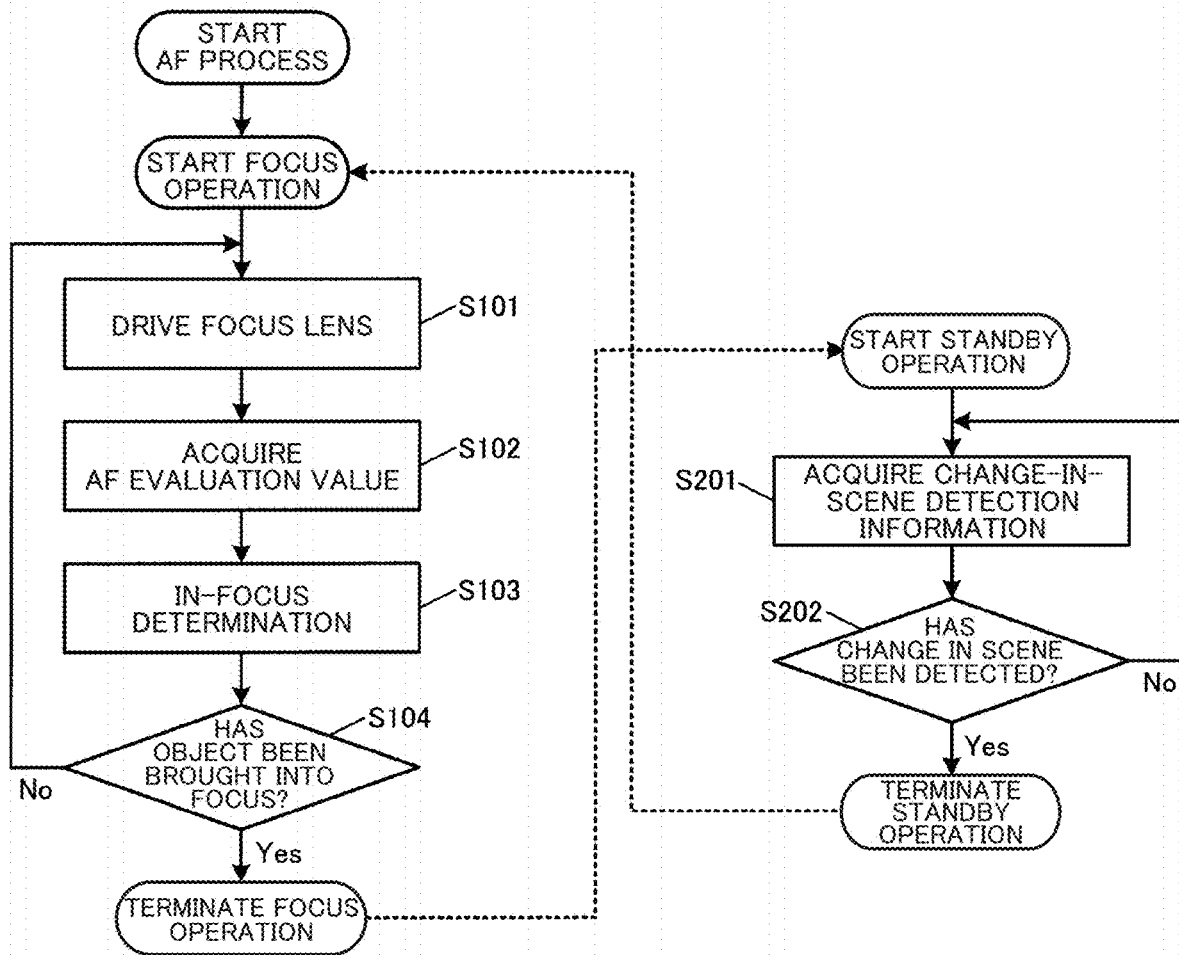 START
AF PROCESS
START FOCUS
OPERATION
DRIVE FOCUS LENS
S101
ACQUIRE
AF EVALUATION VALUE
S102
IN-FOCUS
DETERMINATION
S103
HAS
OBJECT BEEN
BROUGHT INTO
FOCUS?
S104
No
Yes
TERMINATE FOCUS
OPERATION
START STANDBY
OPERATION
S201
ACQUIRE CHANGE-IN-
SCENE DETECTION
INFORMATION
S202
HAS
CHANGE IN SCENE
BEEN DETECTED?
No
Yes
TERMINATE
STANDBY
OPERATION